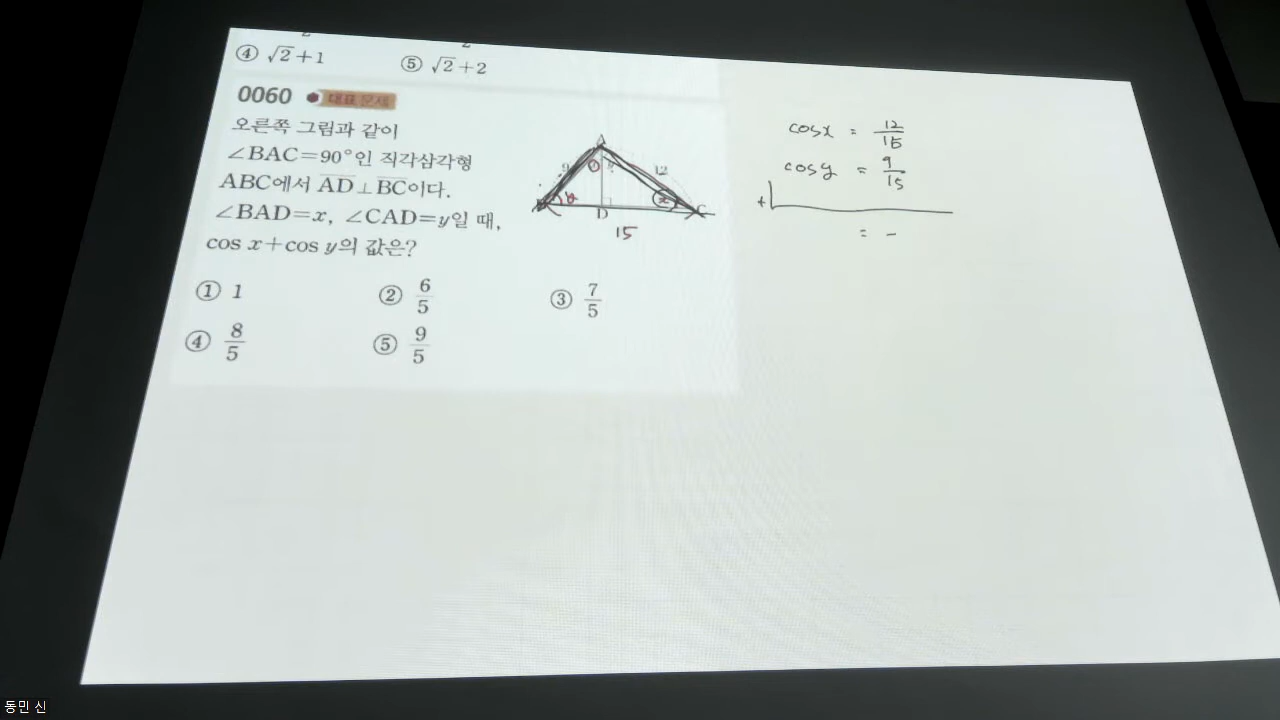 ④ √2+1
⑤ √2+2
0060 대표 문제
오른쪽 그림과 같이
∠BAC=90°인 직각삼각형
ABC에서 AD⊥BC이다.
∠BAD=x, ∠CAD=y일 때,
cos x+cos y의 값은?
① 1
② 6/5
③ 7/5
④ 8/5
⑤ 9/5
A
9
12
x
D
C
15
cosx = 12/15
cosy = 9/15
+
= -
동민 신